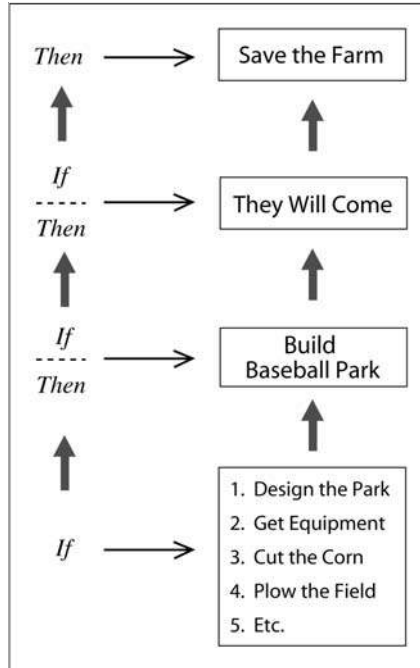 Then
Save the Farm
If
Then
They Will Come
If
Then
Build
Baseball Park
If
1. Design the Park
2. Get Equipment
3. Cut the Corn
4. Plow the Field
5. Etc.